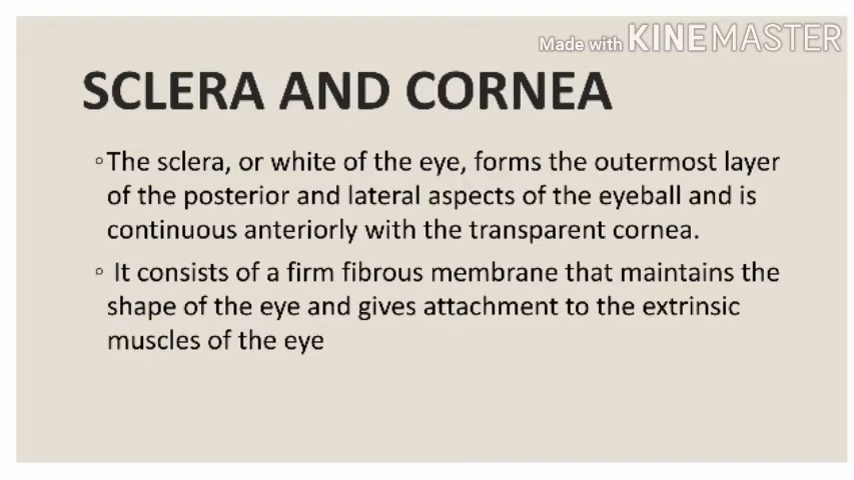 Made with KINEMASTER
SCLERA AND CORNEA
◦The sclera, or white of the eye, forms the outermost layer
of the posterior and lateral aspects of the eyeball and is
continuous anteriorly with the transparent cornea.
◦ It consists of a firm fibrous membrane that maintains the
shape of the eye and gives attachment to the extrinsic
muscles of the eye